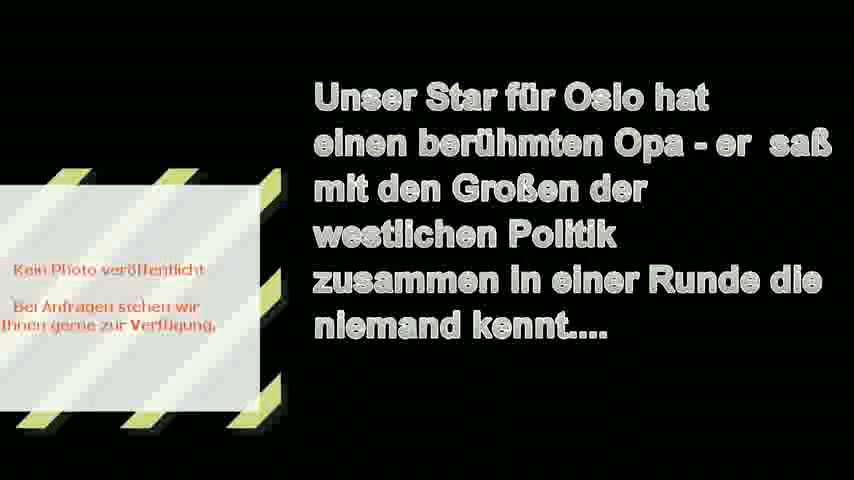 Unser Star für Oslo hat
einen berühmten Opa - er saß
mit den Großen der
westlichen Politik
zusammen in einer Runde die
niemand kennt....
Kein Photo veröffentlicht
Bei Anfragen stehen wir
Ihnen gerne zur Verfügung.